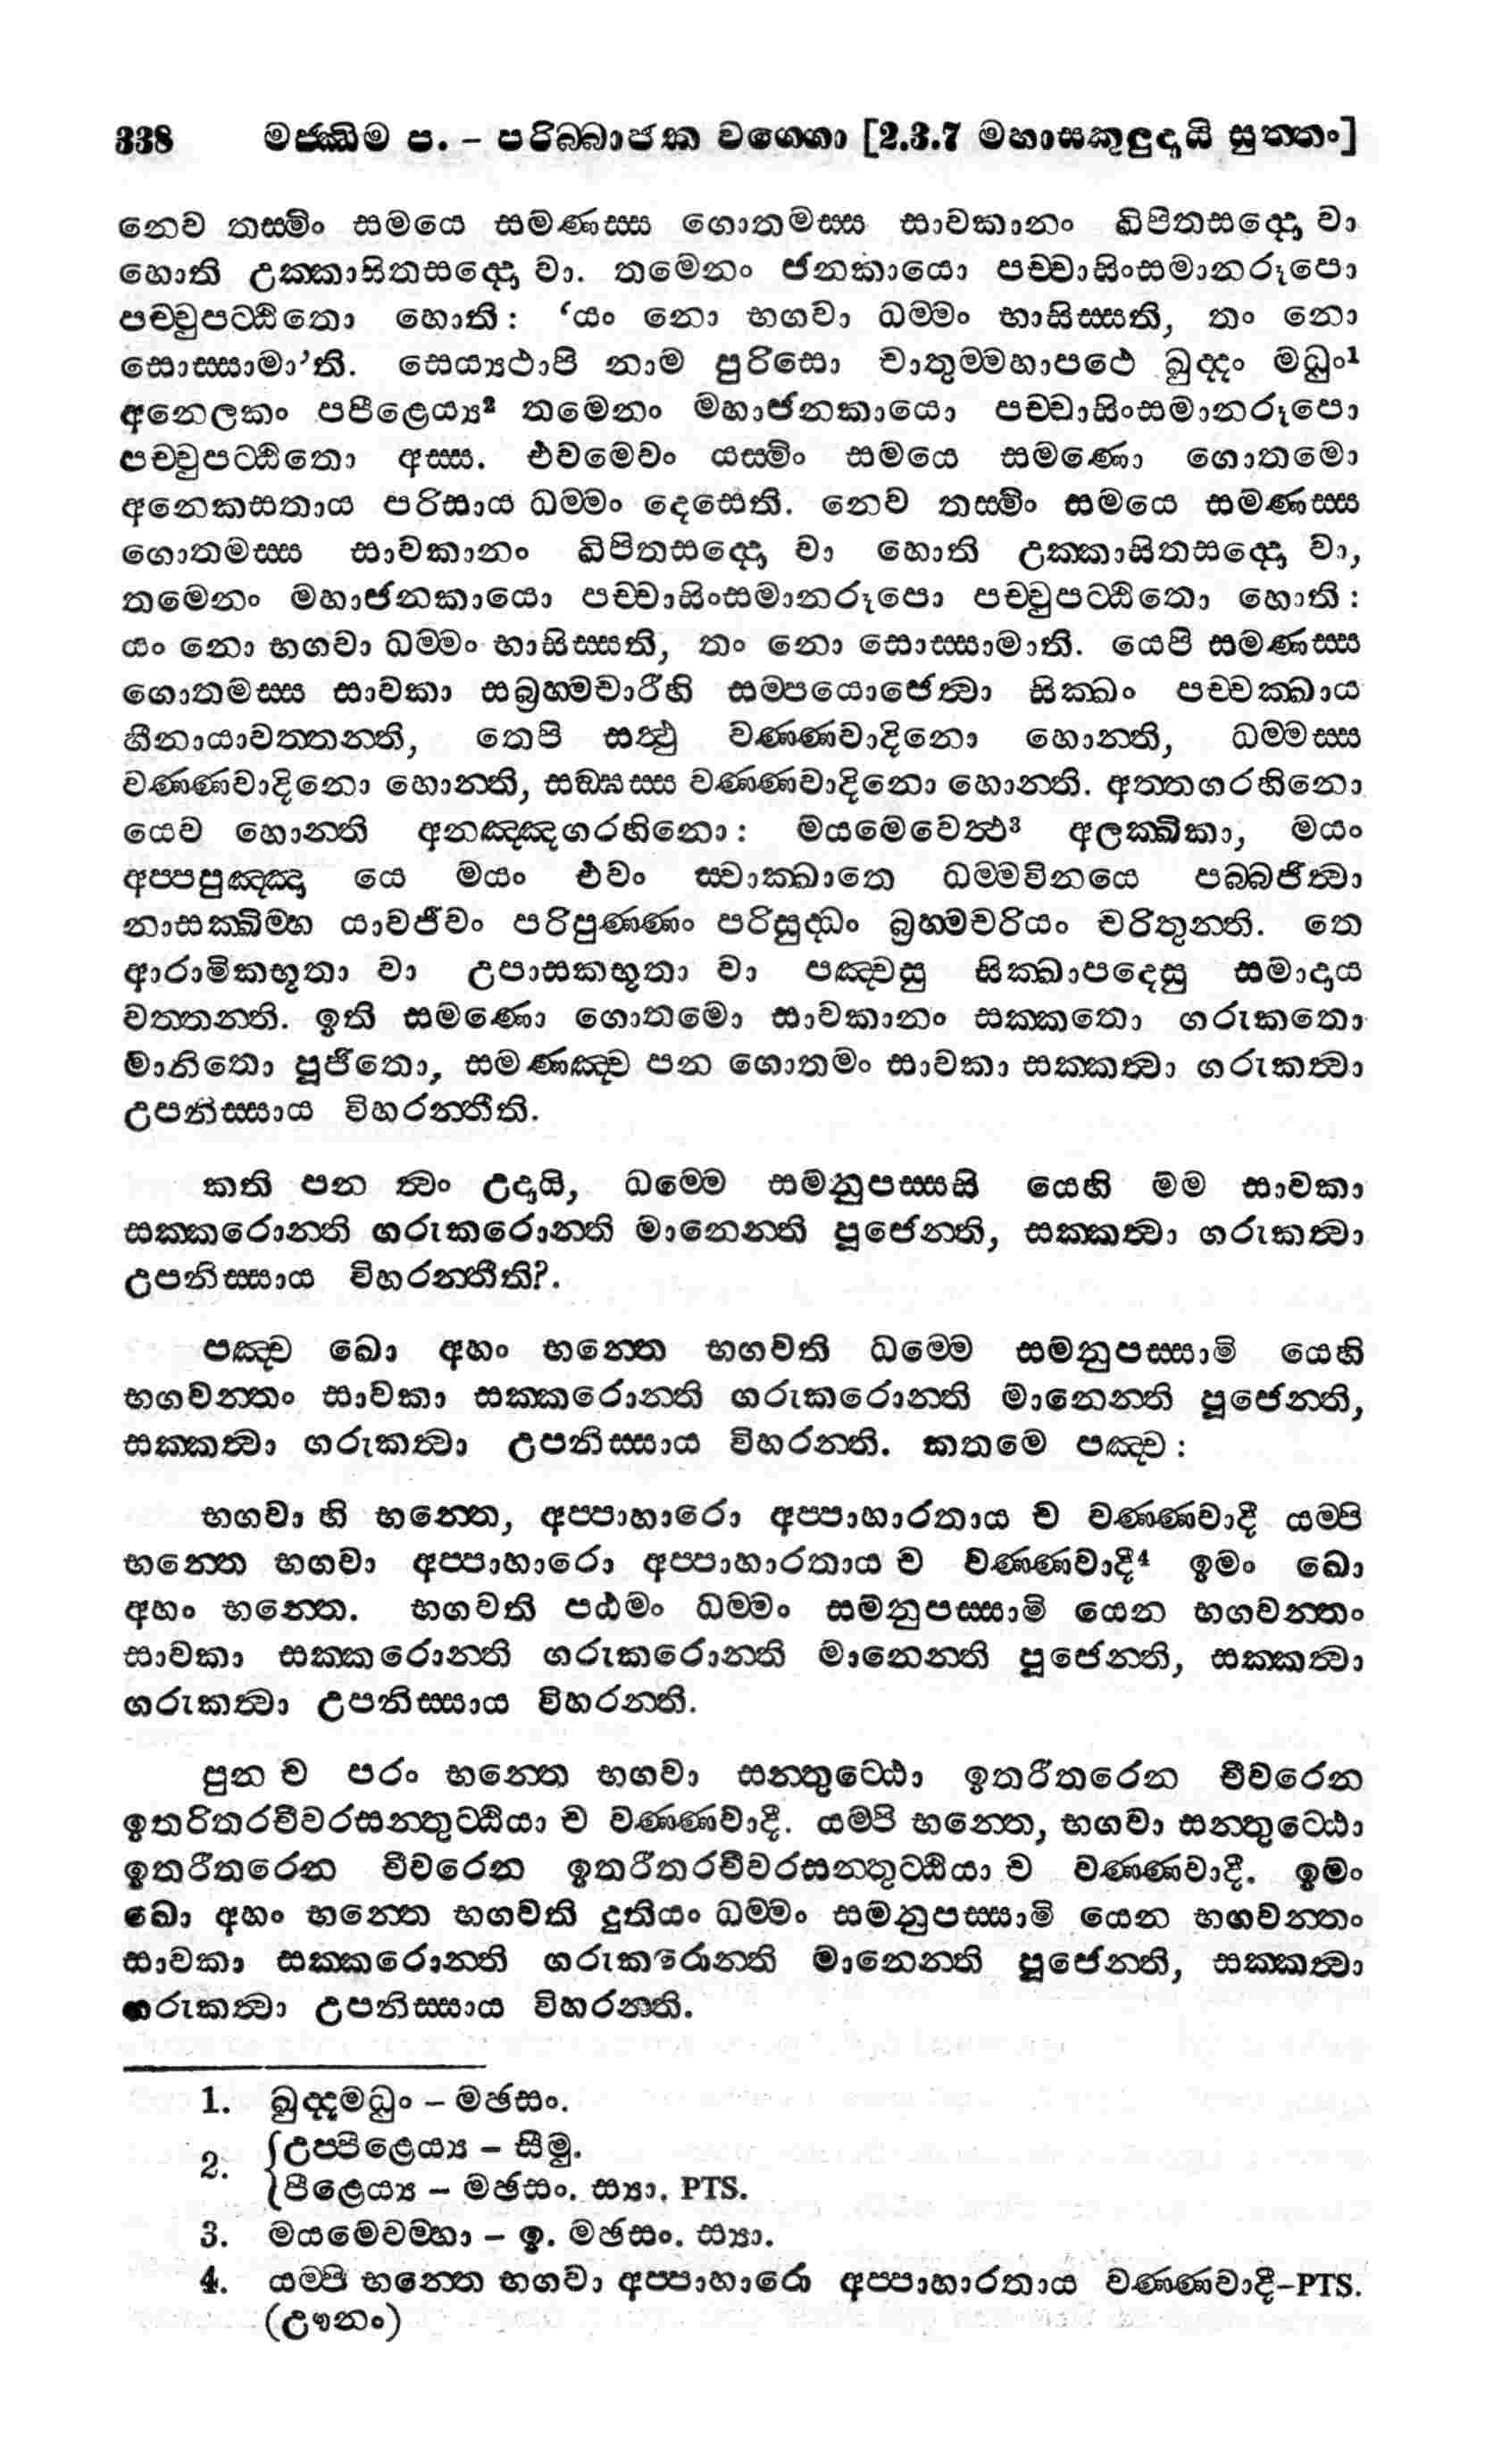 338 මජ්ඣිම ප. – පරිබ්බාජක වග්ගො [2.3.7 මහාසකුලුදායි සුත්තං]
නෙව තස්මිං සමයෙ සමණස්ස ගොතමස්ස සාවකානං ඛිපිතසද්දො වා
හොති උක්කාසිතසද්දො වා. තමෙනං ජනකායො පච්චාසිංසමානරූපො
පච්චුපට්ඨිතො හොති: ‘යං නො භගවා ධම්මං භාසිස්සති, තං නො
සොස්සාමා’ති. සෙය්‍යථාපි නාම පුරිසො චාතුම්මහාපථෙ ඛුද්දං මධුං¹
අනෙලකං පපීළෙය්‍ය² තමෙනං මහාජනකායො පච්චාසිංසමානරූපො
පච්චුපට්ඨිතො අස්ස. එවමෙවං යස්මිං සමයෙ සමණො ගොතමො
අනෙකසතාය පරිසාය ධම්මං දෙසෙති. නෙව තස්මිං සමයෙ සමණස්ස
ගොතමස්ස සාවකානං ඛිපිතසද්දො වා හොති උක්කාසිතසද්දො වා,
තමෙනං මහාජනකායො පච්චාසිංසමානරූපො පච්චුපට්ඨිතො හොති:
යං නො භගවා ධම්මං භාසිස්සති, තං නො සොස්සාමාති. යෙපි සමණස්ස
ගොතමස්ස සාවකා සබ්‍රහ්මචාරීහි සම්පයොජෙත්‍වා සික්ඛං පච්චක්ඛාය
හීනායාවත්තන්ති, තෙපි සත්‍ථු වණ්ණවාදිනො හොන්ති, ධම්මස්ස
වණ්ණවාදිනො හොන්ති, සඞ්ඝස්ස වණ්ණවාදිනො හොන්ති. අත්තගරහිනො
යෙව හොන්ති අනඤ්ඤගරහිනො: මයමෙවෙත්‍ථ³ අලක්ඛිකා, මයං
අප්පපුඤ්ඤා යෙ මයං එවං ස්වාක්ඛාතෙ ධම්මවිනයෙ පබ්බජිත්‍වා
නාසක්ඛිම්හ යාවජීවං පරිපුණ්ණං පරිසුද්ධං බ්‍රහ්මචරියං චරිතුන්ති. තෙ
ආරාමිකභූතා වා උපාසකභූතා වා පඤ්චසු සික්ඛාපදෙසු සමාදාය
වත්තන්ති. ඉති සමණො ගොතමො සාවකානං සක්කතො ගරුකතො
මානිතො පූජිතො, සමණඤ්ච පන ගොතමං සාවකා සක්කත්‍වා ගරුකත්‍වා
උපනිස්සාය විහරන්තීති.
කති පන ත්‍වං උදායි, ධම්මෙ සමනුපස්සසි යෙහි මම සාවකා
සක්කරොන්ති ගරුකරොන්ති මානෙන්ති පූජෙන්ති, සක්කත්‍වා ගරුකත්‍වා
උපනිස්සාය විහරන්තීති?.
පඤ්ච ඛො අහං භන්තෙ භගවති ධම්මෙ සමනුපස්සාමි යෙහි
භගවන්තං සාවකා සක්කරොන්ති ගරුකරොන්ති මානෙන්ති පූජෙන්ති,
සක්කත්‍වා ගරුකත්‍වා උපනිස්සාය විහරන්ති. කතමෙ පඤ්ච:
භගවා හි භන්තෙ, අප්පාහාරො අප්පාහාරතාය ච වණ්ණවාදී යම්පි
භන්තෙ භගවා අප්පාහාරො අප්පාහාරතාය ච වණ්ණවාදී⁴ ඉමං ඛො
අහං භන්තෙ. භගවති පඨමං ධම්මං සමනුපස්සාමි යෙන භගවන්තං
සාවකා සක්කරොන්ති ගරුකරොන්ති මානෙන්ති පූජෙන්ති, සක්කත්‍වා
ගරුකත්‍වා උපනිස්සාය විහරන්ති.
පුන ච පරං භන්තෙ භගවා සන්තුට්ඨො ඉතරීතරෙන චීවරෙන
ඉතරිතරචීවරසන්තුට්ඨියා ච වණ්ණවාදී. යම්පි භන්තෙ, භගවා සන්තුට්ඨො
ඉතරීතරෙන චීවරෙන ඉතරීතරචීවරසන්තුට්ඨියා ච වණ්ණවාදී. ඉමං
ඛො අහං භන්තෙ භගවති දුතියං ධම්මං සමනුපස්සාමි යෙන භගවන්තං
සාවකා සක්කරොන්ති ගරුකරොන්ති මානෙන්ති පූජෙන්ති, සක්කත්‍වා
ගරුකත්‍වා උපනිස්සාය විහරන්ති.
1. ඛුද්දමධුං – මඡසං.
2. {උප්පීළෙය්‍ය – සීමු.
{පීළෙය්‍ය – මඡසං. ස්‍යා. PTS.
3. මයමෙවම්හා – ඉ. මඡසං. ස්‍යා.
4. යම්පි භන්තෙ භගවා අප්පාහාරො අප්පාහාරතාය වණ්ණවාදී–PTS.
(ඌනං)